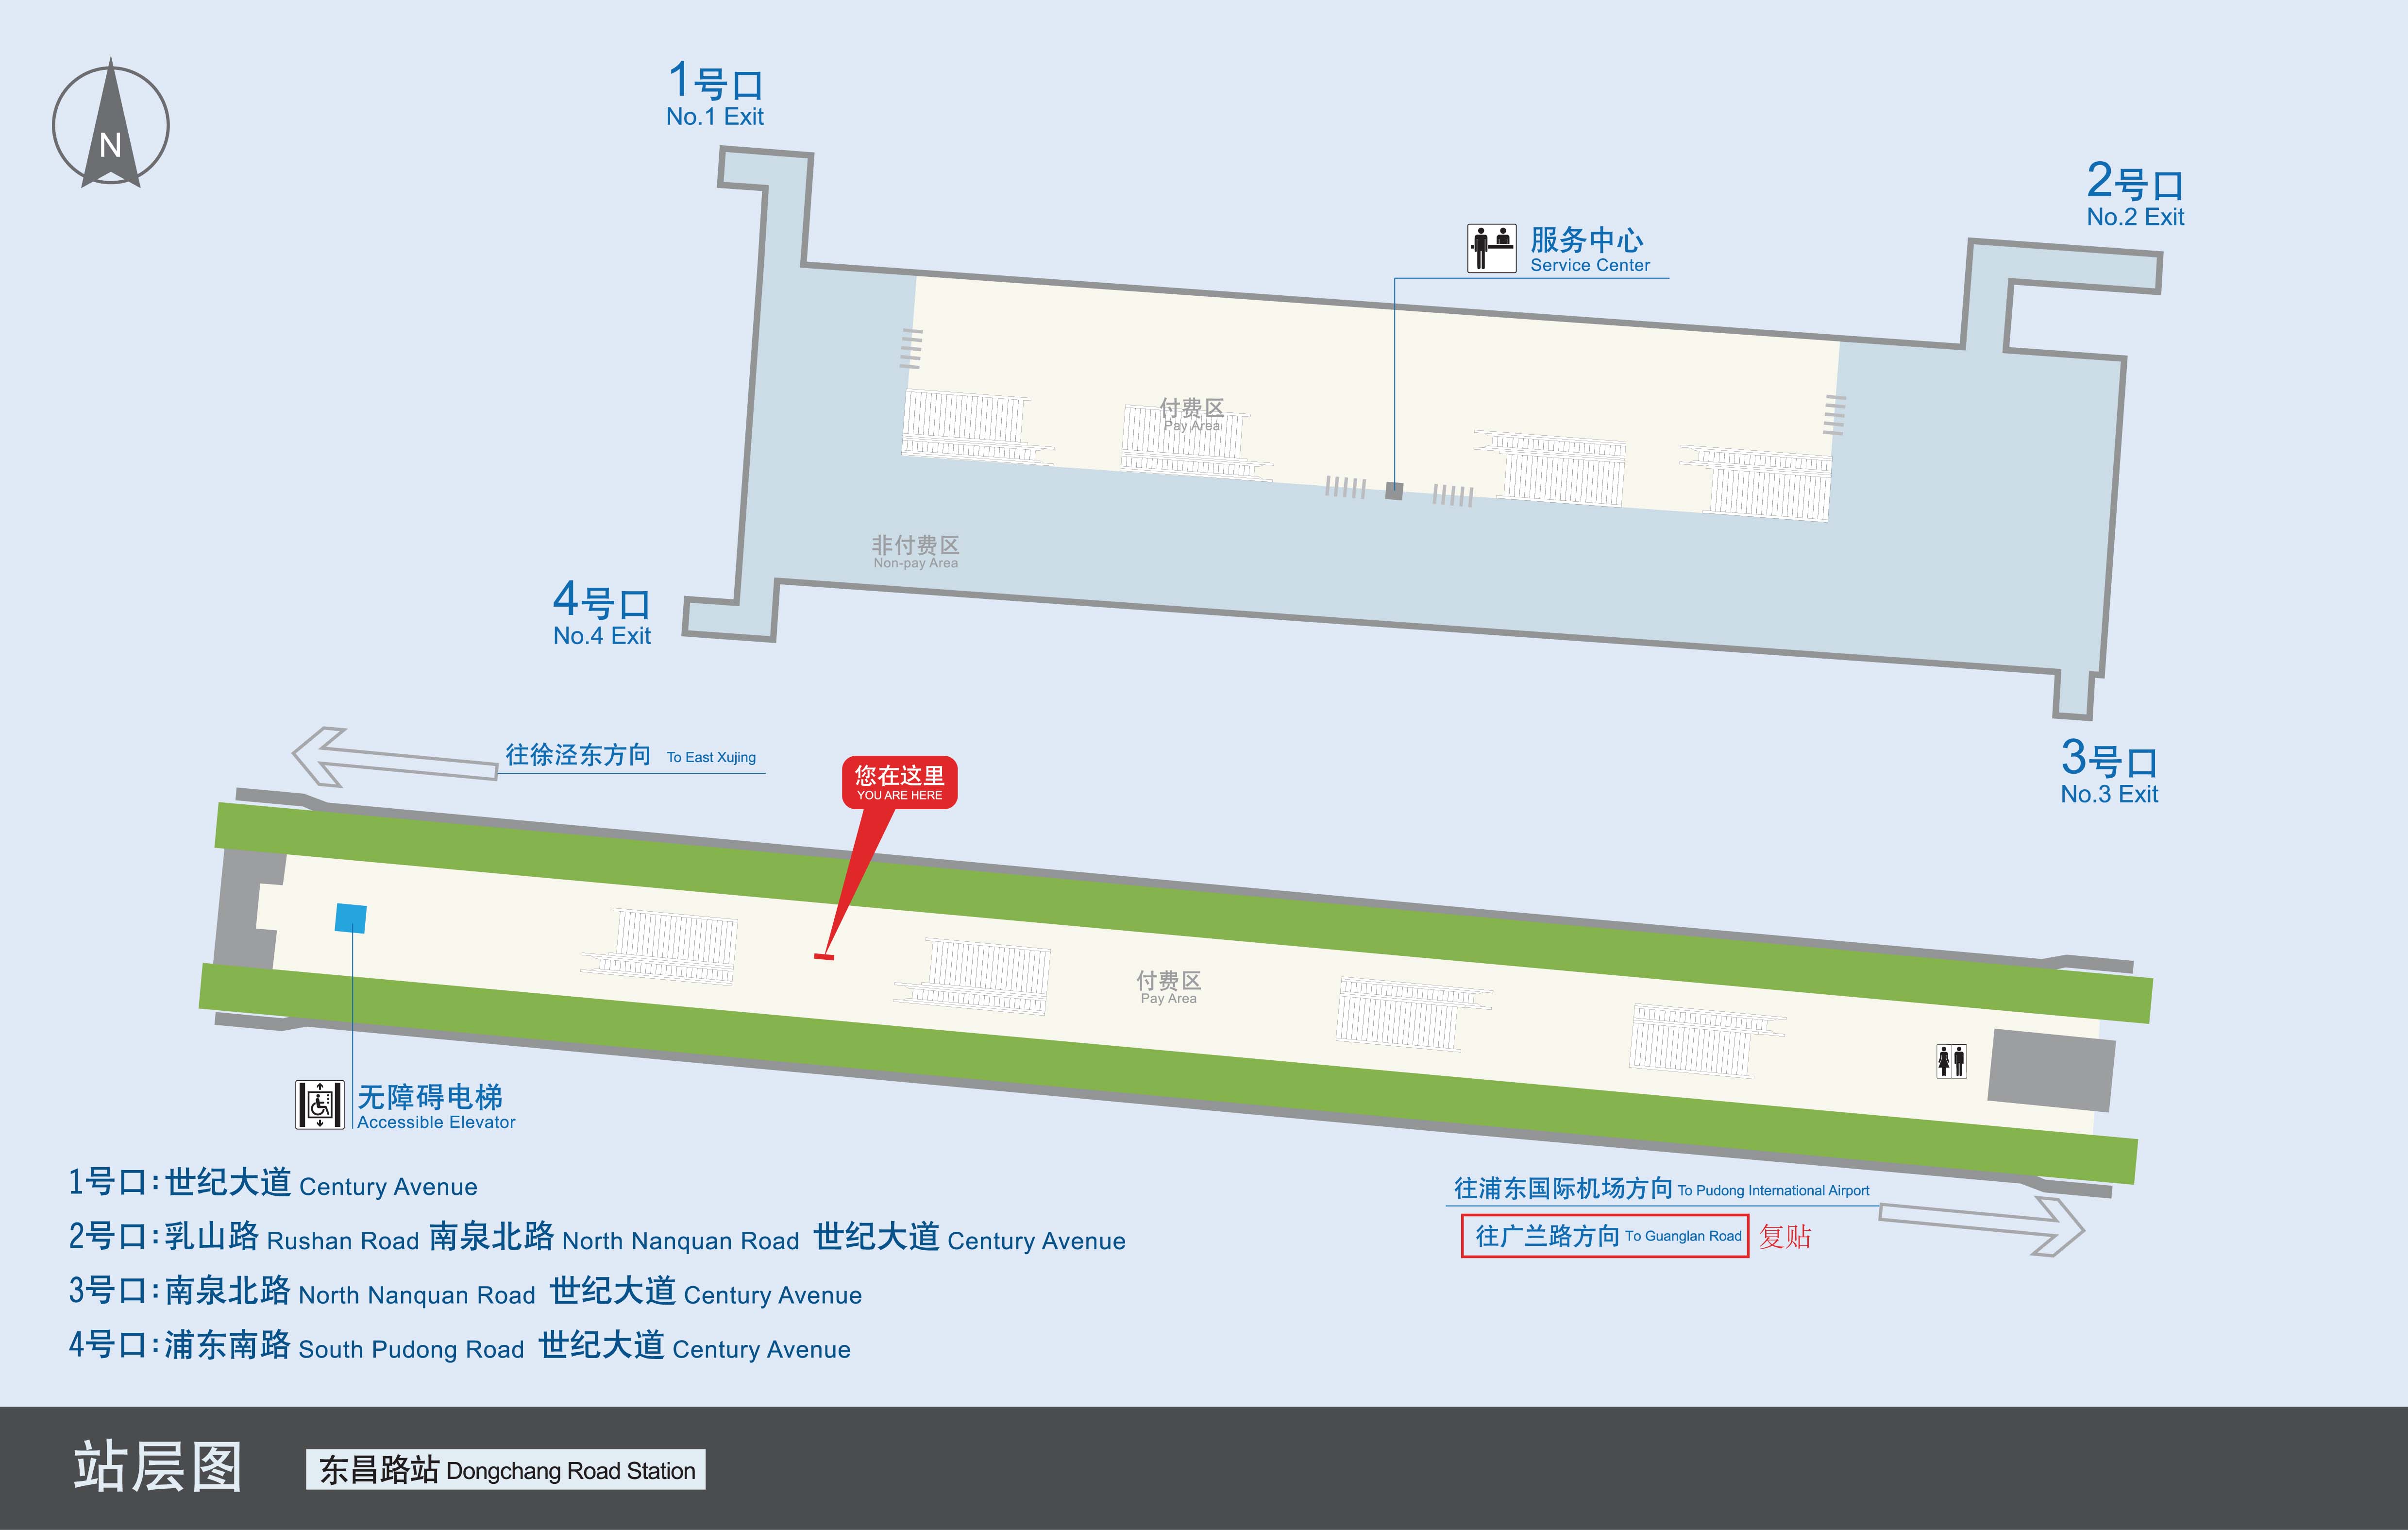 N
1号口
No.1 Exit
2号口
No.2 Exit
服务中心
Service Center
付费区
Pay Area
非付费区
Non-pay Area
4号口
No.4 Exit
3号口
No.3 Exit
往徐泾东方向 To East Xujing
您在这里
YOU ARE HERE
付费区
Pay Area
无障碍电梯
Accessible Elevator
往浦东国际机场方向 To Pudong International Airport
往广兰路方向 To Guanglan Road 复贴
1号口:世纪大道 Century Avenue
2号口:乳山路 Rushan Road 南泉北路 North Nanquan Road 世纪大道 Century Avenue
3号口:南泉北路 North Nanquan Road 世纪大道 Century Avenue
4号口:浦东南路 South Pudong Road 世纪大道 Century Avenue
站层图 东昌路站 Dongchang Road Station